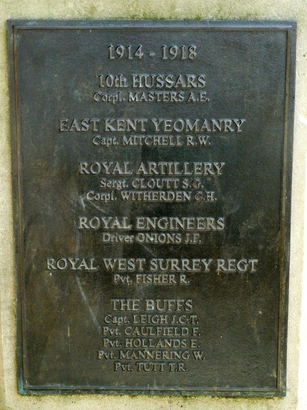 1914 - 1918
10th HUSSARS
Corpl. MASTERS A.E.
EAST KENT YEOMANRY
Capt. MITCHELL R.W.
ROYAL ARTILLERY
Sergt. CLOUTT S.G.
Corpl. WITHERDEN C.H.
ROYAL ENGINEERS
Driver ONIONS J.F.
ROYAL WEST SURREY REGT
Pvt. FISHER R.
THE BUFFS
Capt. LEIGH J.C.T.
Pvt. CAULFIELD F.
Pvt. HOLLANDS E.
Pvt. MANNERING W.
Pvt. TUTT T.R.